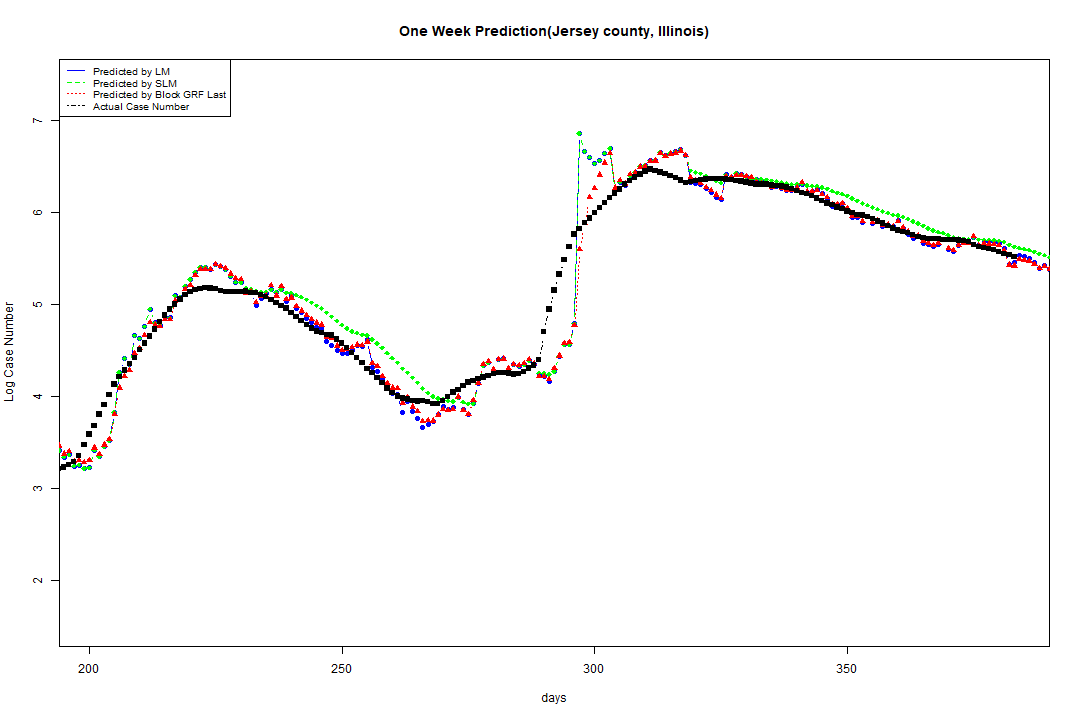 One Week Prediction(Jersey county, Illinois)
Predicted by LM
Predicted by SLM
Predicted by Block GRF Last
Actual Case Number
7
6
5
4
3
2
Log Case Number
200
250
300
350
days